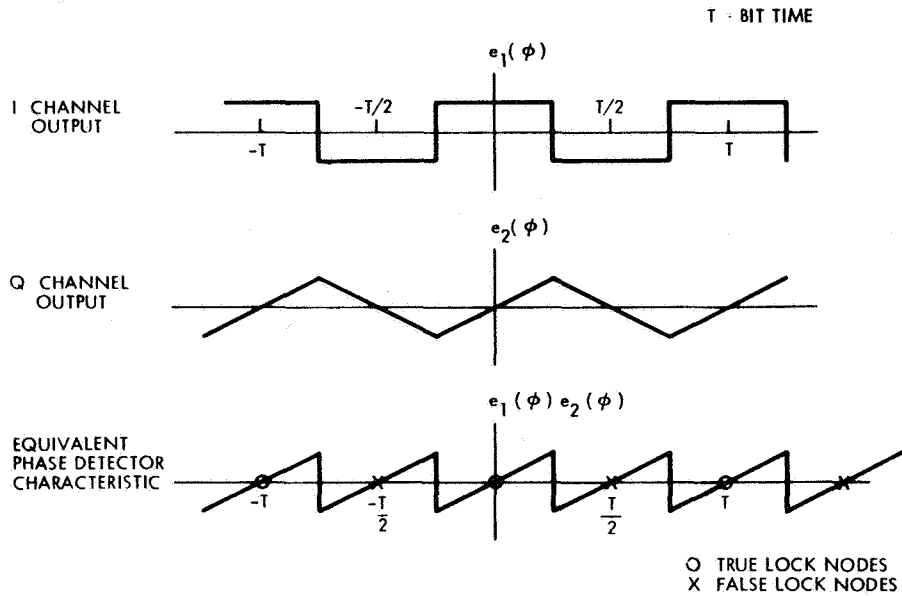 T - BIT TIME
e1(ϕ)
I CHANNEL
OUTPUT
-T/2
T/2
-T
T
e2(ϕ)
Q CHANNEL
OUTPUT
e1(ϕ) e2(ϕ)
EQUIVALENT
PHASE DETECTOR
CHARACTERISTIC
-T
-T/2
T/2
T
O TRUE LOCK NODES
X FALSE LOCK NODES